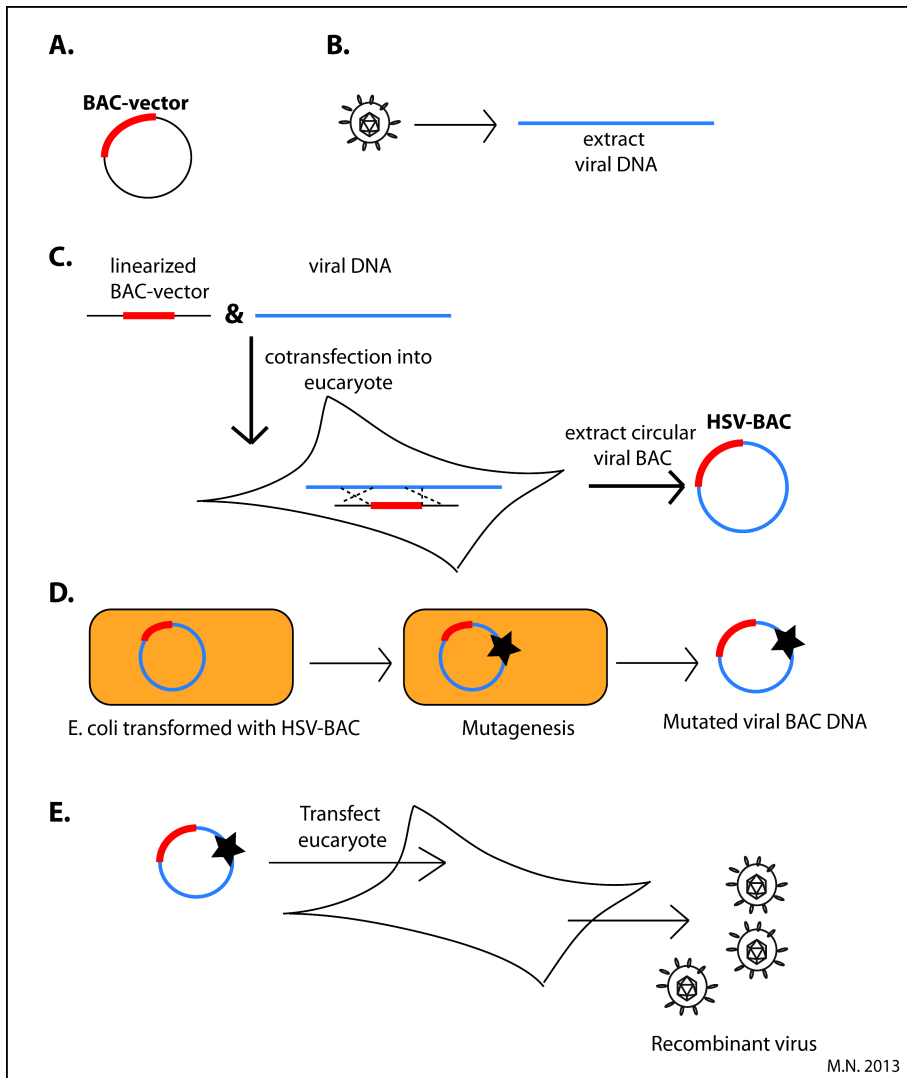 A.
B.
BAC-vector
extract
viral DNA
C.
linearized
BAC-vector
&
viral DNA
cotransfection into
eucaryote
extract circular
viral BAC
HSV-BAC
D.
E. coli transformed with HSV-BAC
Mutagenesis
Mutated viral BAC DNA
E.
Transfect
eucaryote
Recombinant virus
M.N. 2013